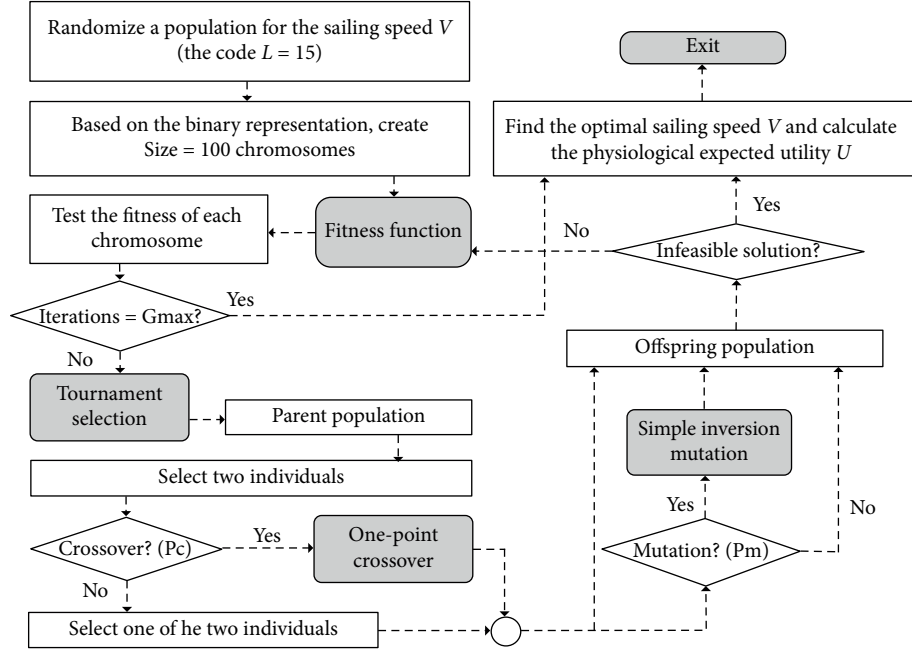 Randomize a population for the sailing speed V
(the code L = 15)
Based on the binary representation, create
Size = 100 chromosomes
Test the fitness of each
chromosome
Fitness function
Iterations = Gmax?
Yes
No
Tournament
selection
Parent population
Select two individuals
Crossover? (Pc)
Yes
One-point
crossover
No
Select one of he two individuals
Exit
Find the optimal sailing speed V and calculate
the physiological expected utility U
Yes
No
Infeasible solution?
Offspring population
Simple inversion
mutation
Yes
No
Mutation? (Pm)